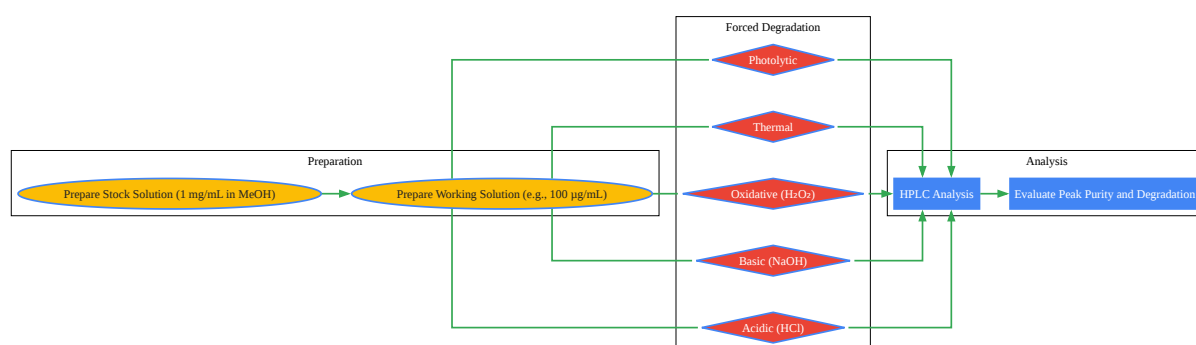 Forced Degradation
Photolytic
Thermal
Preparation
Analysis
Prepare Stock Solution (1 mg/mL in MeOH)
Prepare Working Solution (e.g., 100 µg/mL)
Oxidative (H₂O₂)
HPLC Analysis
Evaluate Peak Purity and Degradation
Basic (NaOH)
Acidic (HCl)